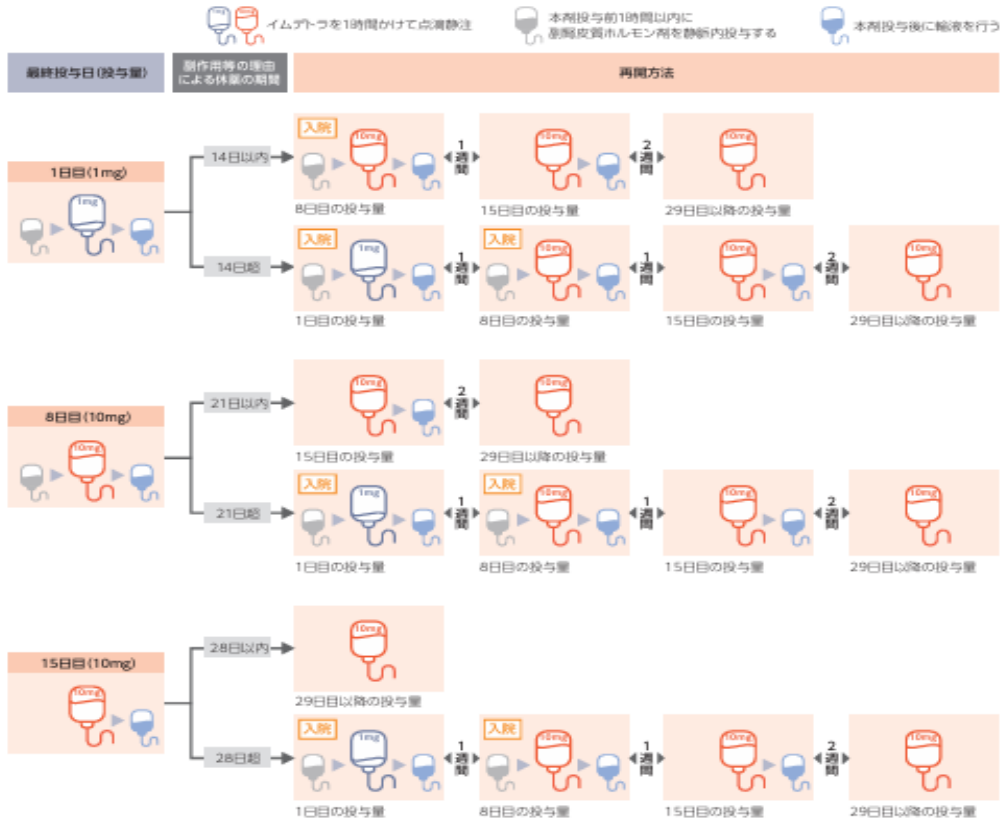 イムデトラを1時間かけて点滴静注
本剤投与前1時間以内に
副腎皮質ホルモン剤を静脈内投与する
本剤投与後に輸液を行う
最終投与日(投与量)
副作用等の理由
による休薬の期間
再開方法
1日目(1mg)
1mg
14日以内
入院
10mg
8日目の投与量
1週間
10mg
15日目の投与量
2週間
10mg
29日目以降の投与量
14日超
入院
1mg
1日目の投与量
1週間
入院
10mg
8日目の投与量
1週間
10mg
15日目の投与量
2週間
10mg
29日目以降の投与量
8日目(10mg)
10mg
21日以内
10mg
15日目の投与量
2週間
10mg
29日目以降の投与量
21日超
入院
1mg
1日目の投与量
1週間
入院
10mg
8日目の投与量
1週間
10mg
15日目の投与量
2週間
10mg
29日目以降の投与量
15日目(10mg)
10mg
28日以内
10mg
29日目以降の投与量
28日超
入院
1mg
1日目の投与量
1週間
入院
10mg
8日目の投与量
1週間
10mg
15日目の投与量
2週間
10mg
29日目以降の投与量